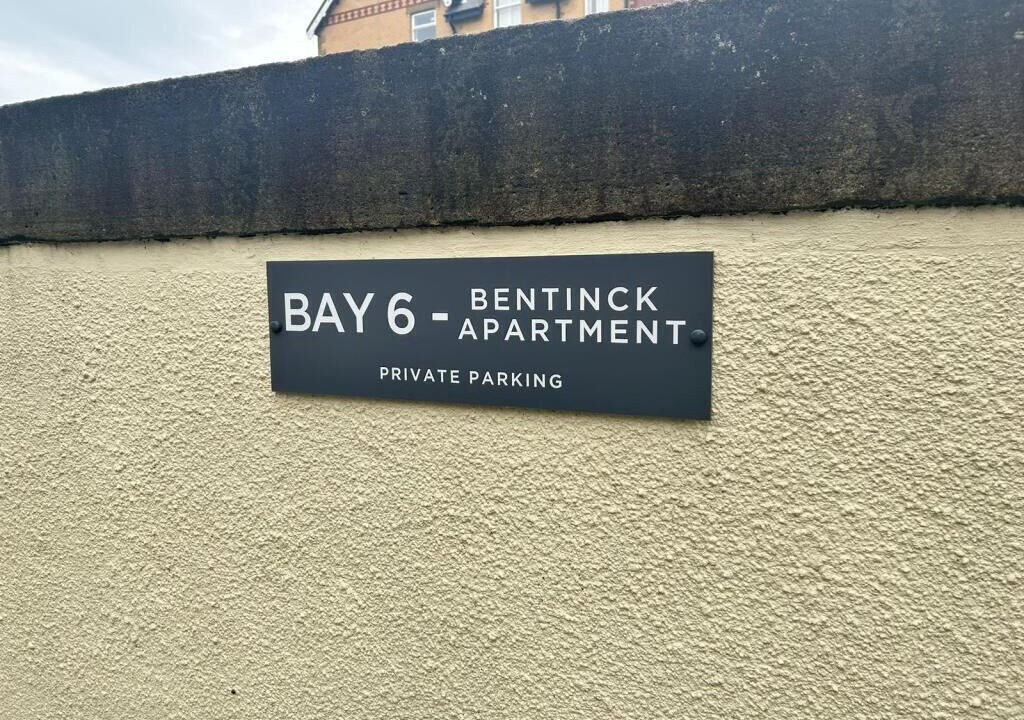 BAY 6 - BENTINCK
APARTMENT
PRIVATE PARKING